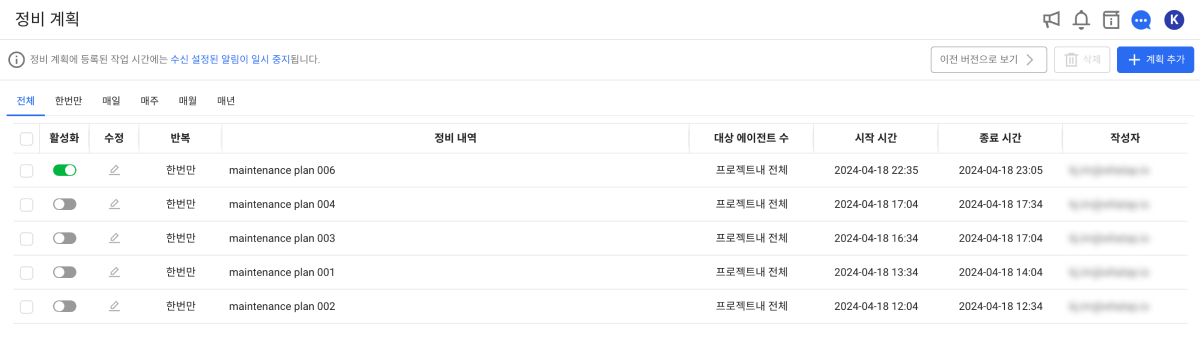 정비 계획
K
정비 계획에 등록된 작업 시간에는 수신 설정된 알림이 일시 중지됩니다.
이전 버전으로 보기
삭제
계획 추가
전체 한번만 매일 매주 매월 매년
활성화 수정 반복 정비 내역 대상 에이전트 수 시작 시간 종료 시간 작성자
한번만 maintenance plan 006 프로젝트내 전체 2024-04-18 22:35 2024-04-18 23:05
한번만 maintenance plan 004 프로젝트내 전체 2024-04-18 17:04 2024-04-18 17:34
한번만 maintenance plan 003 프로젝트내 전체 2024-04-18 16:34 2024-04-18 17:04
한번만 maintenance plan 001 프로젝트내 전체 2024-04-18 13:34 2024-04-18 14:04
한번만 maintenance plan 002 프로젝트내 전체 2024-04-18 12:04 2024-04-18 12:34